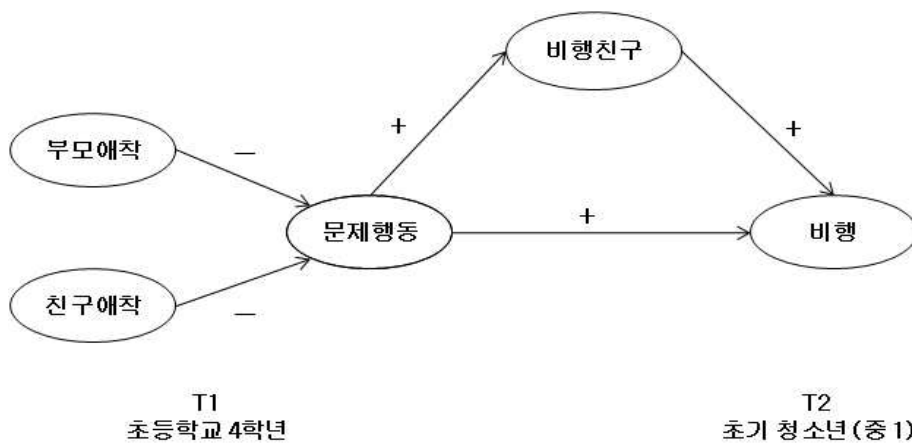 비행친구
+
+
부모애착
—
문제행동
+
비행
친구애착
—
T1
초등학교 4학년
T2
초기 청소년 (중 1)